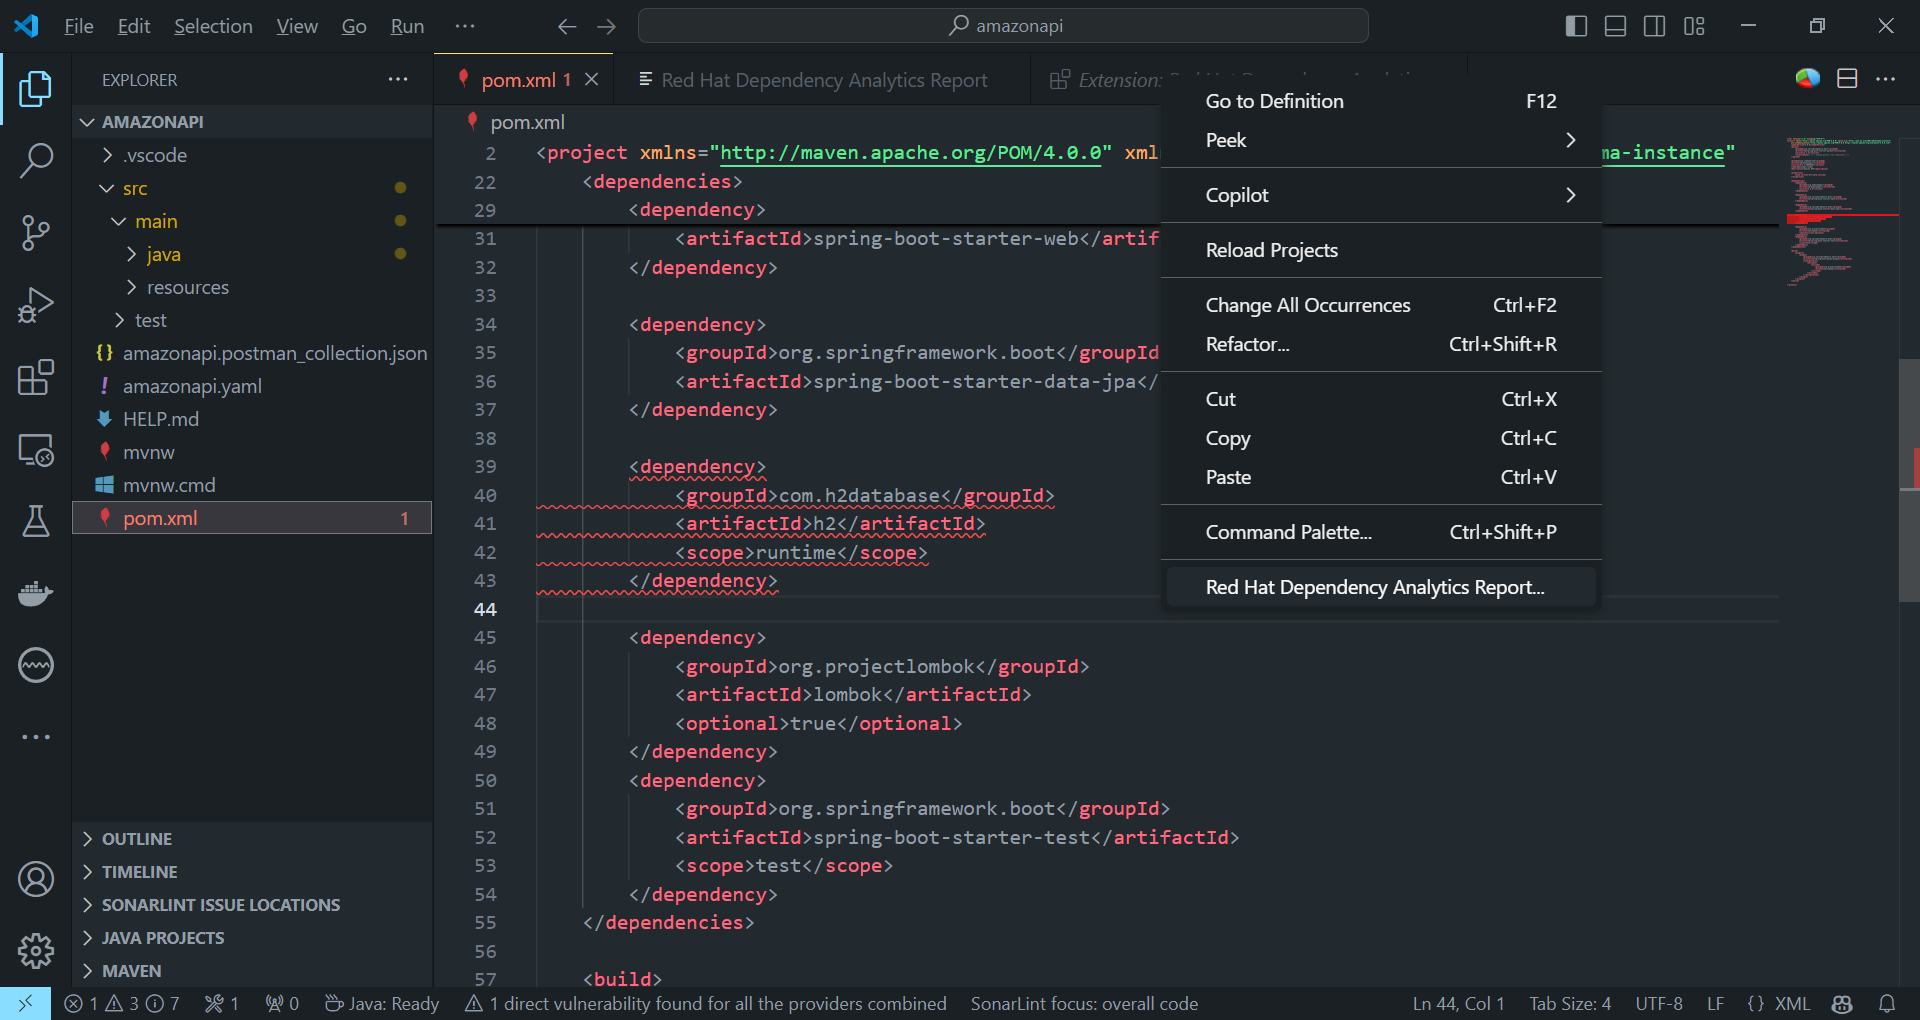 File Edit Selection View Go Run ··· amazonapi
EXPLORER ···
AMAZONAPI
.vscode
src
main
java
resources
test
{} amazonapi.postman_collection.json
! amazonapi.yaml
HELP.md
mvnw
mvnw.cmd
pom.xml 1
OUTLINE
TIMELINE
SONARLINT ISSUE LOCATIONS
JAVA PROJECTS
MAVEN
pom.xml 1 Red Hat Dependency Analytics Report Extension:
pom.xml
2 <project xmlns="http://maven.apache.org/POM/4.0.0" xml ma-instance"
22 <dependencies>
29 <dependency>
31 <artifactId>spring-boot-starter-web</artif
32 </dependency>
33
34 <dependency>
35 <groupId>org.springframework.boot</groupId
36 <artifactId>spring-boot-starter-data-jpa</
37 </dependency>
38
39 <dependency>
40 <groupId>com.h2database</groupId>
41 <artifactId>h2</artifactId>
42 <scope>runtime</scope>
43 </dependency>
44
45 <dependency>
46 <groupId>org.projectlombok</groupId>
47 <artifactId>lombok</artifactId>
48 <optional>true</optional>
49 </dependency>
50 <dependency>
51 <groupId>org.springframework.boot</groupId>
52 <artifactId>spring-boot-starter-test</artifactId>
53 <scope>test</scope>
54 </dependency>
55 </dependencies>
56
57 <build>
Go to Definition F12
Peek
Copilot
Reload Projects
Change All Occurrences Ctrl+F2
Refactor... Ctrl+Shift+R
Cut Ctrl+X
Copy Ctrl+C
Paste Ctrl+V
Command Palette... Ctrl+Shift+P
Red Hat Dependency Analytics Report...
1 3 7 1 0 Java: Ready 1 direct vulnerability found for all the providers combined SonarLint focus: overall code Ln 44, Col 1 Tab Size: 4 UTF-8 LF {} XML